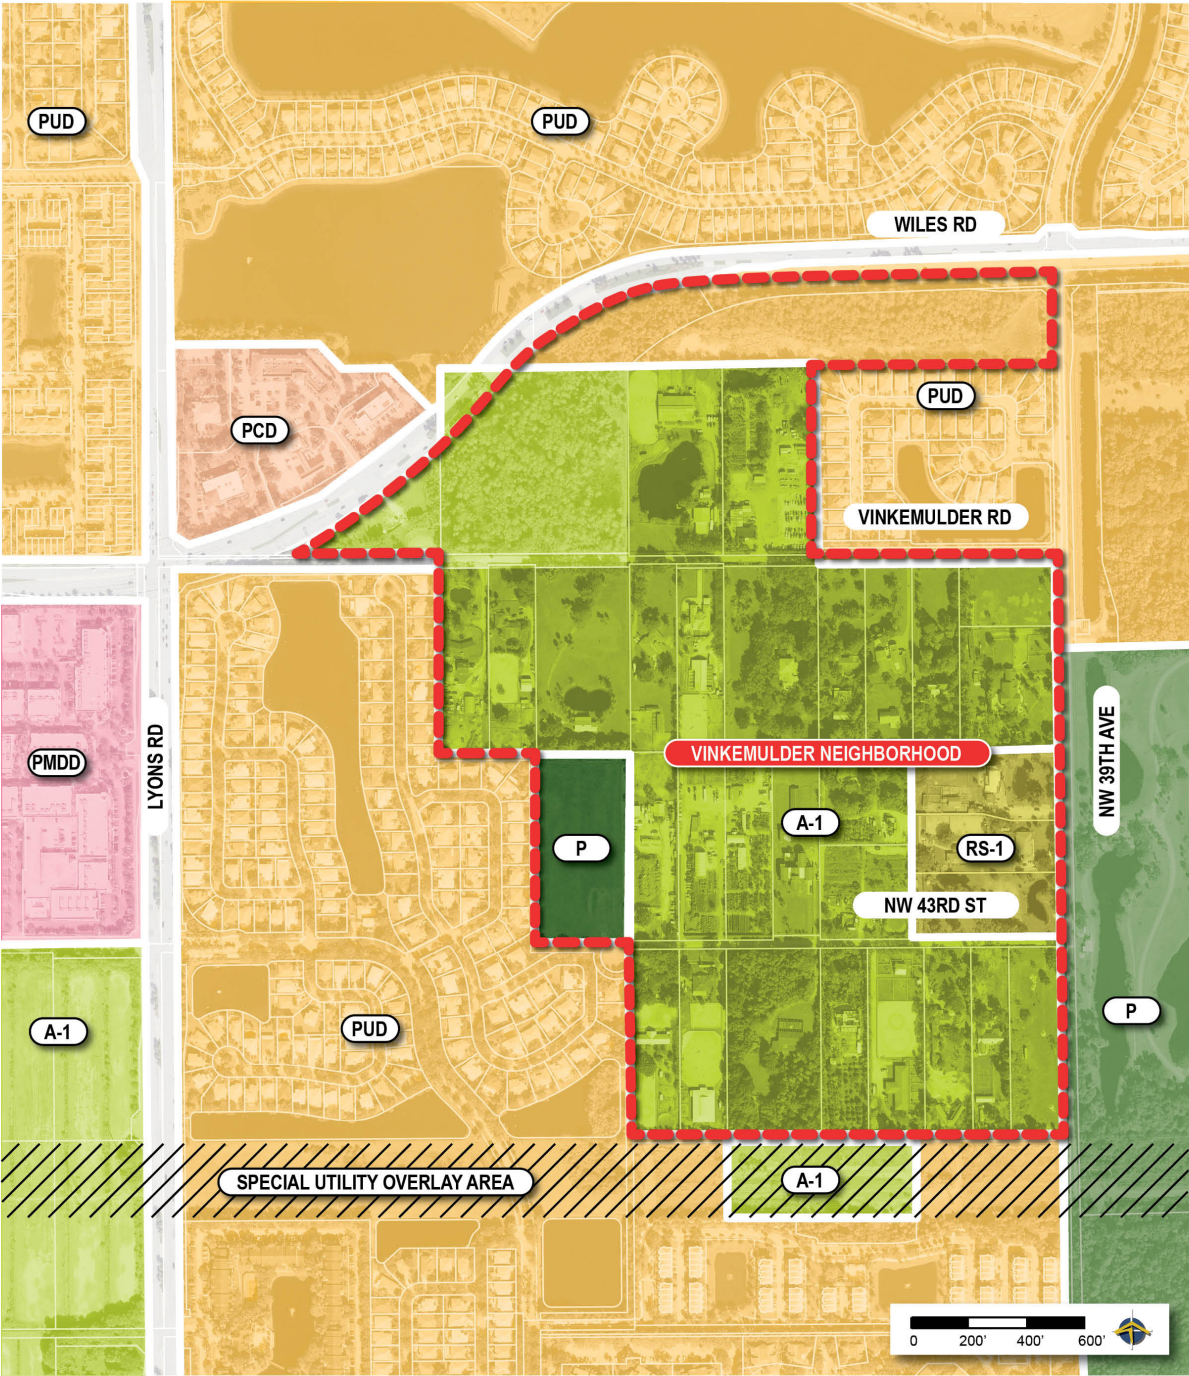 PUD
PUD
WILES RD
PUD
PCD
VINKEMULDER RD
LYONS RD
PMDD
VINKEMULDER NEIGHBORHOOD
NW 39TH AVE
A-1
P
RS-1
NW 43RD ST
P
A-1
PUD
SPECIAL UTILITY OVERLAY AREA
A-1
0 200' 400' 600'